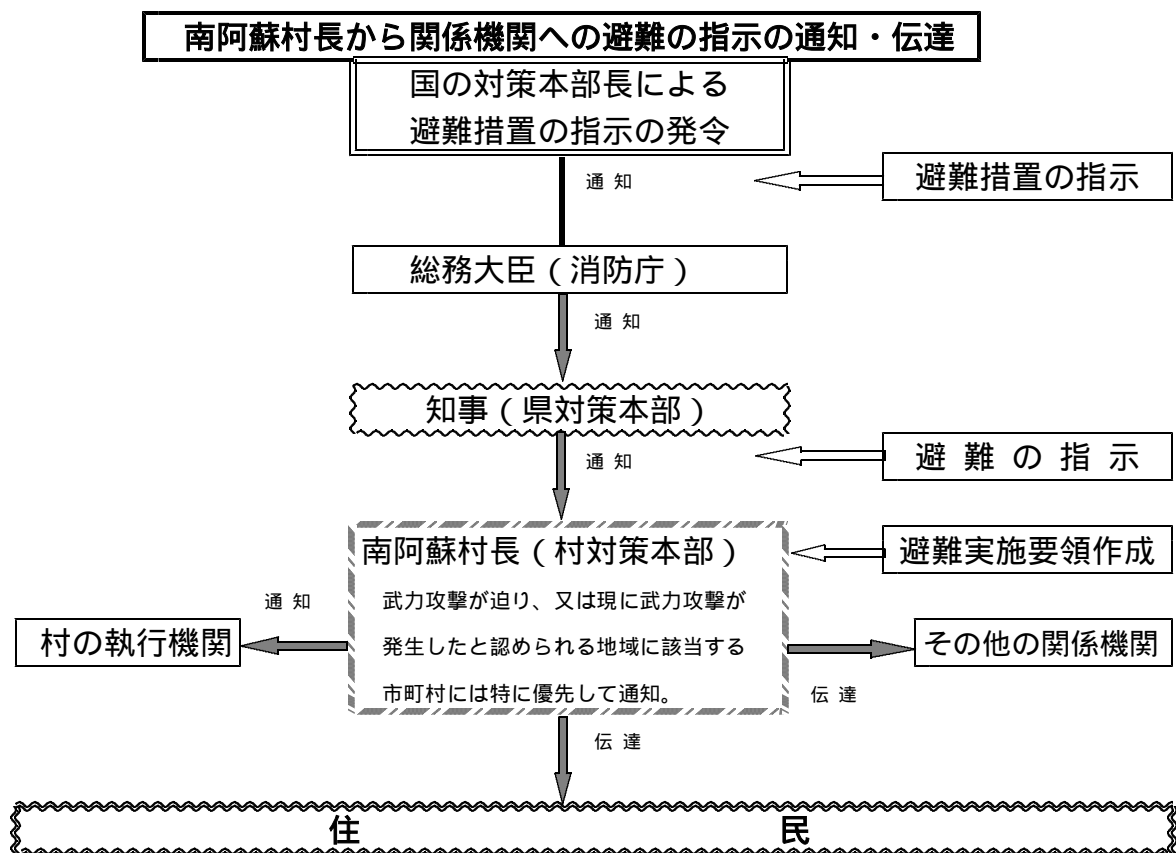 南阿蘇村長から関係機関への避難の指示の通知・伝達
国の対策本部長による
避難措置の指示の発令
通 知
避難措置の指示
総務大臣(消防庁)
通 知
知事(県対策本部)
通 知
避 難 の 指 示
南阿蘇村長(村対策本部)
避難実施要領作成
武力攻撃が迫り、又は現に武力攻撃が
発生したと認められる地域に該当する
市町村には特に優先して通知。
通 知
村の執行機関
その他の関係機関
伝 達
伝 達
住 民